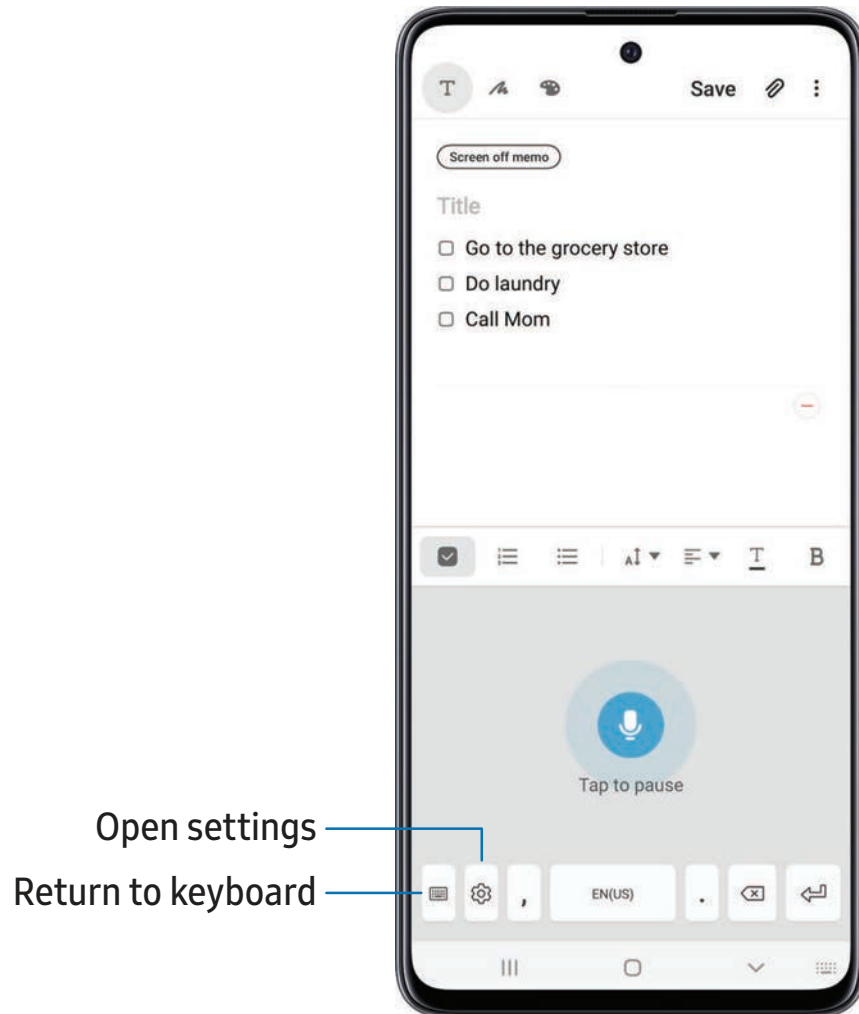 T Save
Screen off memo
Title
Go to the grocery store
Do laundry
Call Mom
A T B
Tap to pause
Open settings
Return to keyboard
, EN(US) .